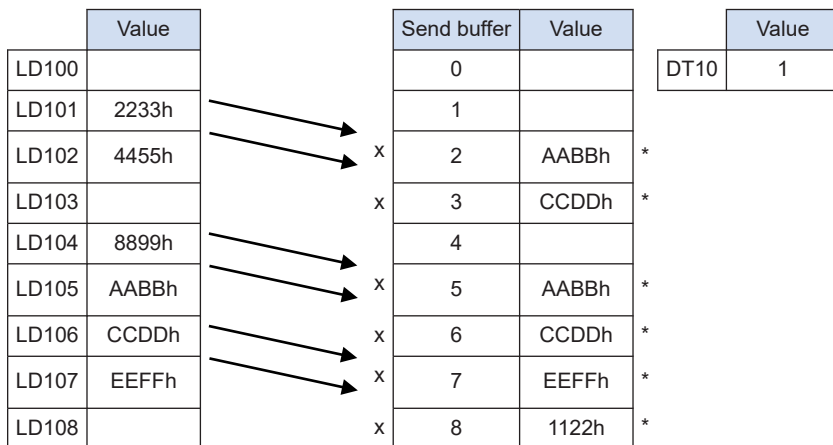 Value Send buffer Value Value
LD100 0 DT10 1
LD101 2233h 1
LD102 4455h x 2 AABBh *
LD103 x 3 CCDDh *
LD104 8899h 4
LD105 AABBh x 5 AABBh *
LD106 CCDDh x 6 CCDDh *
LD107 EEFFh x 7 EEFFh *
LD108 x 8 1122h *